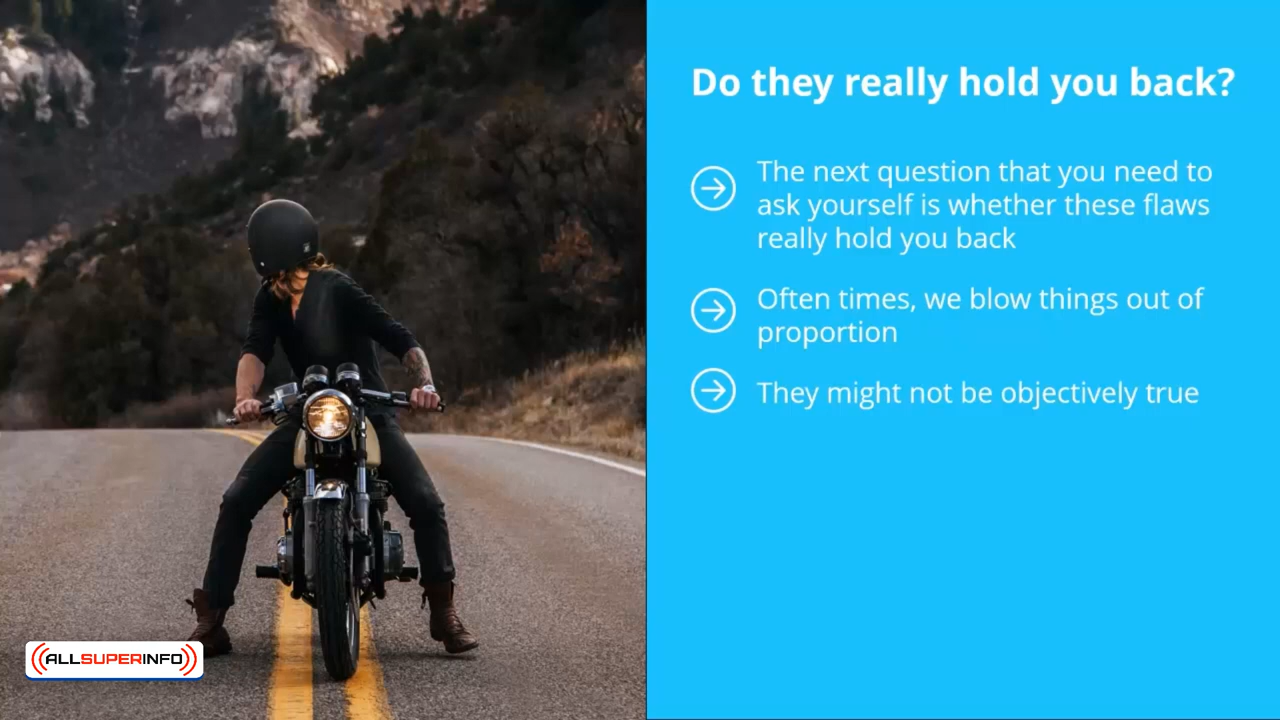 Do they really hold you back?
The next question that you need to
ask yourself is whether these flaws
really hold you back
Often times, we blow things out of
proportion
They might not be objectively true
ALLSUPERINFO